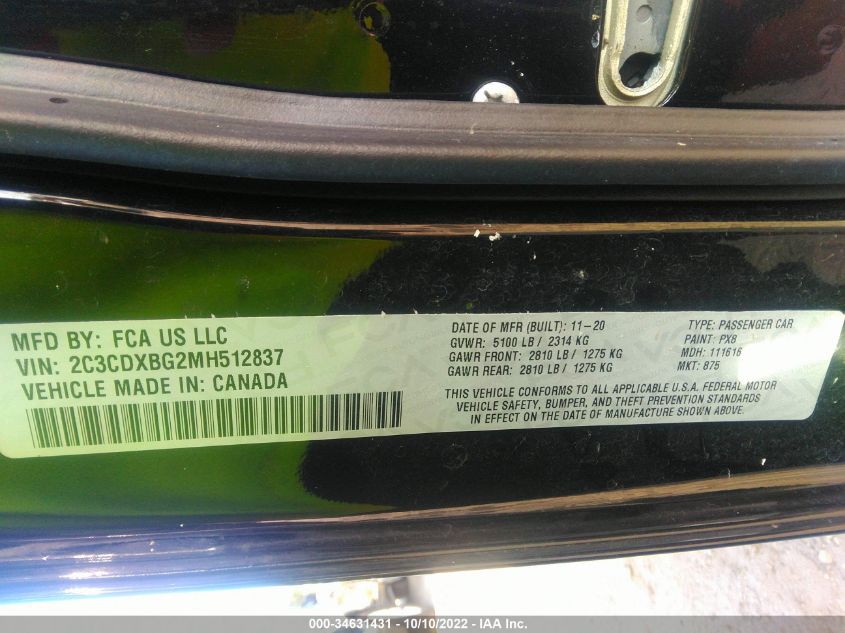 MFD BY: FCA US LLC
VIN: 2C3CDXBG2MH512837
VEHICLE MADE IN: CANADA
DATE OF MFR (BUILT): 11-20
GVWR: 5100 LB / 2314 KG
GAWR FRONT: 2810 LB / 1275 KG
GAWR REAR: 2810 LB / 1275 KG
TYPE: PASSENGER CAR
PAINT: PX8
MDH: 111616
MKT: 875
THIS VEHICLE CONFORMS TO ALL APPLICABLE U.S.A. FEDERAL MOTOR
VEHICLE SAFETY, BUMPER, AND THEFT PREVENTION STANDARDS
IN EFFECT ON THE DATE OF MANUFACTURE SHOWN ABOVE.
000-34631431 - 10/10/2022 - IAA Inc.